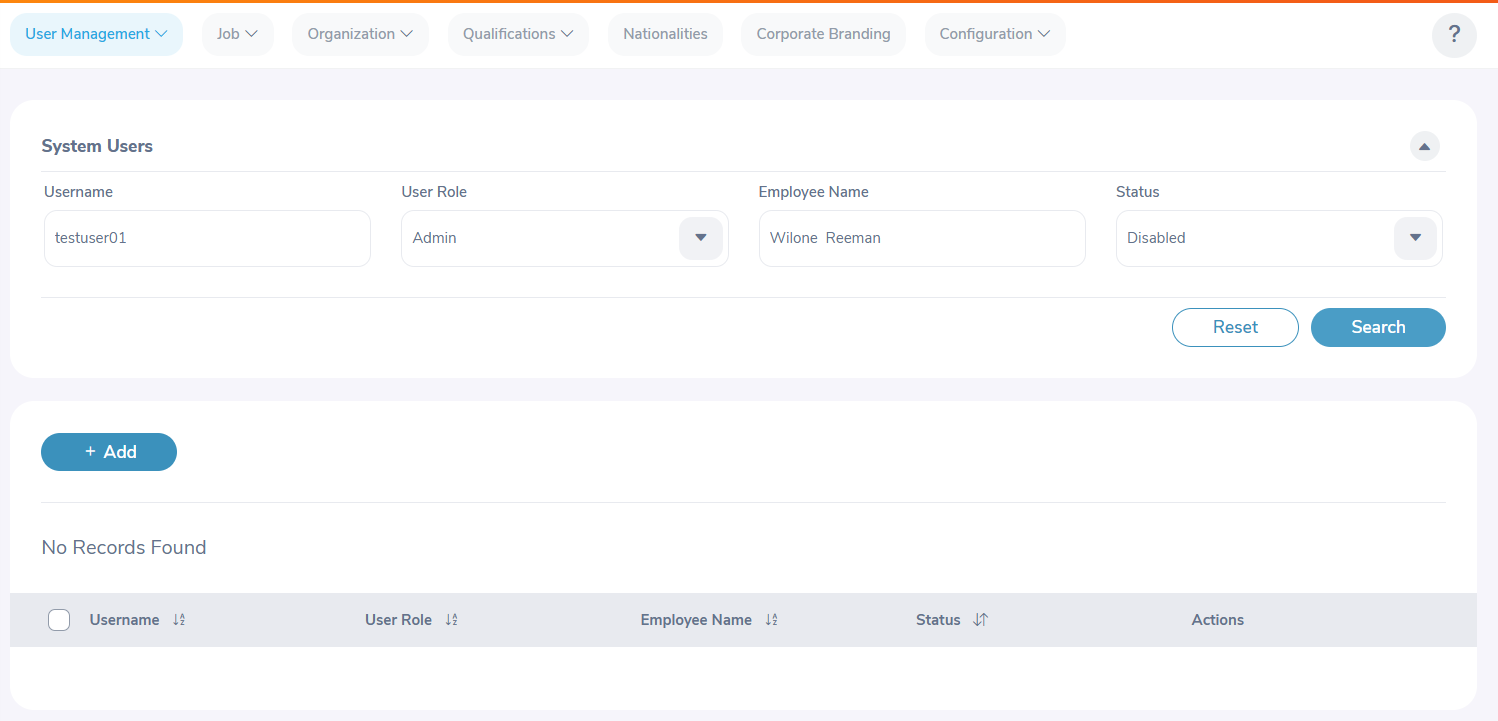 User Management Job Organization Qualifications Nationalities Corporate Branding Configuration ?
System Users
Username User Role Employee Name Status
testuser01 Admin Wilone  Reeman Disabled
Reset Search
+ Add
No Records Found
Username User Role Employee Name Status Actions